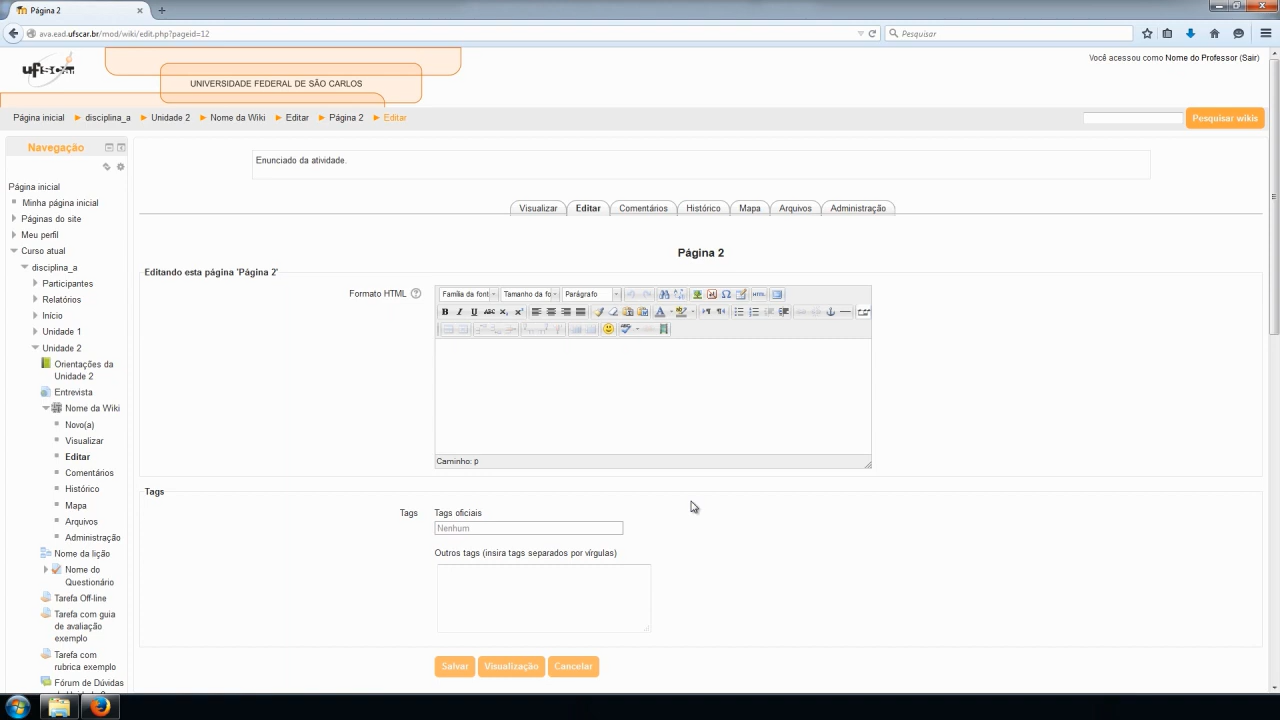 Página 2
ava.ead.ufscar.br/mod/wiki/edit.php?pageid=12
Pesquisar
ufscar
UNIVERSIDADE FEDERAL DE SÃO CARLOS
Você acessou como Nome do Professor (Sair)
Página inicial ► disciplina_a ► Unidade 2 ► Nome da Wiki ► Editar ► Página 2 ► Editar
Pesquisar wikis
Navegação
Página inicial
Minha página inicial
Páginas do site
Meu perfil
Curso atual
disciplina_a
Participantes
Relatórios
Início
Unidade 1
Unidade 2
Orientações da
Unidade 2
Entrevista
Nome da Wiki
Novo(a)
Visualizar
Editar
Comentários
Histórico
Mapa
Arquivos
Administração
Nome da lição
Nome do
Questionário
Tarefa Off-line
Tarefa com guia
de avaliação
exemplo
Tarefa com
rubrica exemplo
Fórum de Dúvidas
Enunciado da atividade.
Visualizar Editar Comentários Histórico Mapa Arquivos Administração
Página 2
Editando esta página 'Página 2'
Formato HTML
Família da font Tamanho da fo Parágrafo
HTML
B I U ABC X₂ X²
Caminho: p
Tags
Tags Tags oficiais
Nenhum
Outros tags (insira tags separados por vírgulas)
Salvar Visualização Cancelar